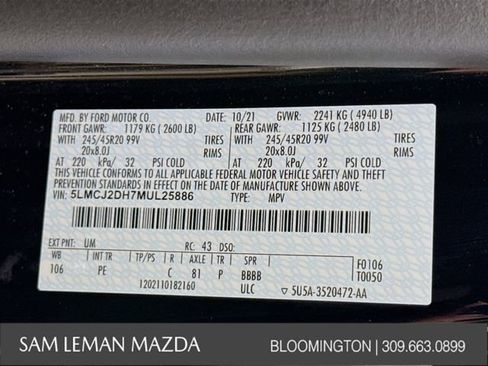 MFD. BY FORD MOTOR CO. 10/21 GVWR: 2241 KG ( 4940 LB)
FRONT GAWR: 1179 KG ( 2600 LB) REAR GAWR: 1125 KG ( 2480 LB)
WITH 245/45R20 99V TIRES WITH 245/45R20 99V TIRES
20x8.0J RIMS 20x8.0J RIMS
AT 220 kPa/ 32 PSI COLD AT 220 kPa/ 32 PSI COLD
THIS VEHICLE CONFORMS TO ALL APPLICABLE FEDERAL MOTOR VEHICLE SAFETY AND THEFT PREVENTION STANDARDS IN EFFECT ON THE DATE OF MANUFACTURE SHOWN ABOVE.
VIN: 5LMCJ2DH7MUL25886 TYPE: MPV
EXT PNT: UM RC: 43 DSO:
WB R AXLE TR SPR F0106
106 PE C 81 P BBBB T0050
1202110182160 ULC ▽ 5U5A-3520472-AA
SAM LEMAN MAZDA BLOOMINGTON | 309.663.0899